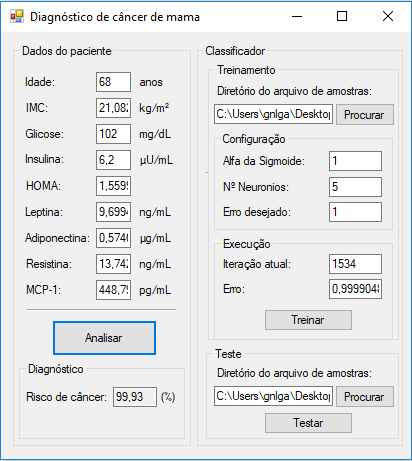 Diagnóstico de câncer de mama
Dados do paciente
Idade: 68 anos
IMC: 21,082 kg/m²
Glicose: 102 mg/dL
Insulina: 6,2 µU/mL
HOMA: 1,5599
Leptina: 9,6994 ng/mL
Adiponectina: 0,5740 µg/mL
Resistina: 13,742 ng/mL
MCP-1: 448,79 pg/mL
Analisar
Diagnóstico
Risco de câncer: 99,93 (%)
Classificador
Treinamento
Diretório do arquivo de amostras:
C:\Users\gnlga\Desktop Procurar
Configuração
Alfa da Sigmoide: 1
Nº Neuronios: 5
Erro desejado: 1
Execução
Iteração atual: 1534
Erro: 0,9999048
Treinar
Teste
Diretório do arquivo de amostras:
C:\Users\gnlga\Desktop Procurar
Testar